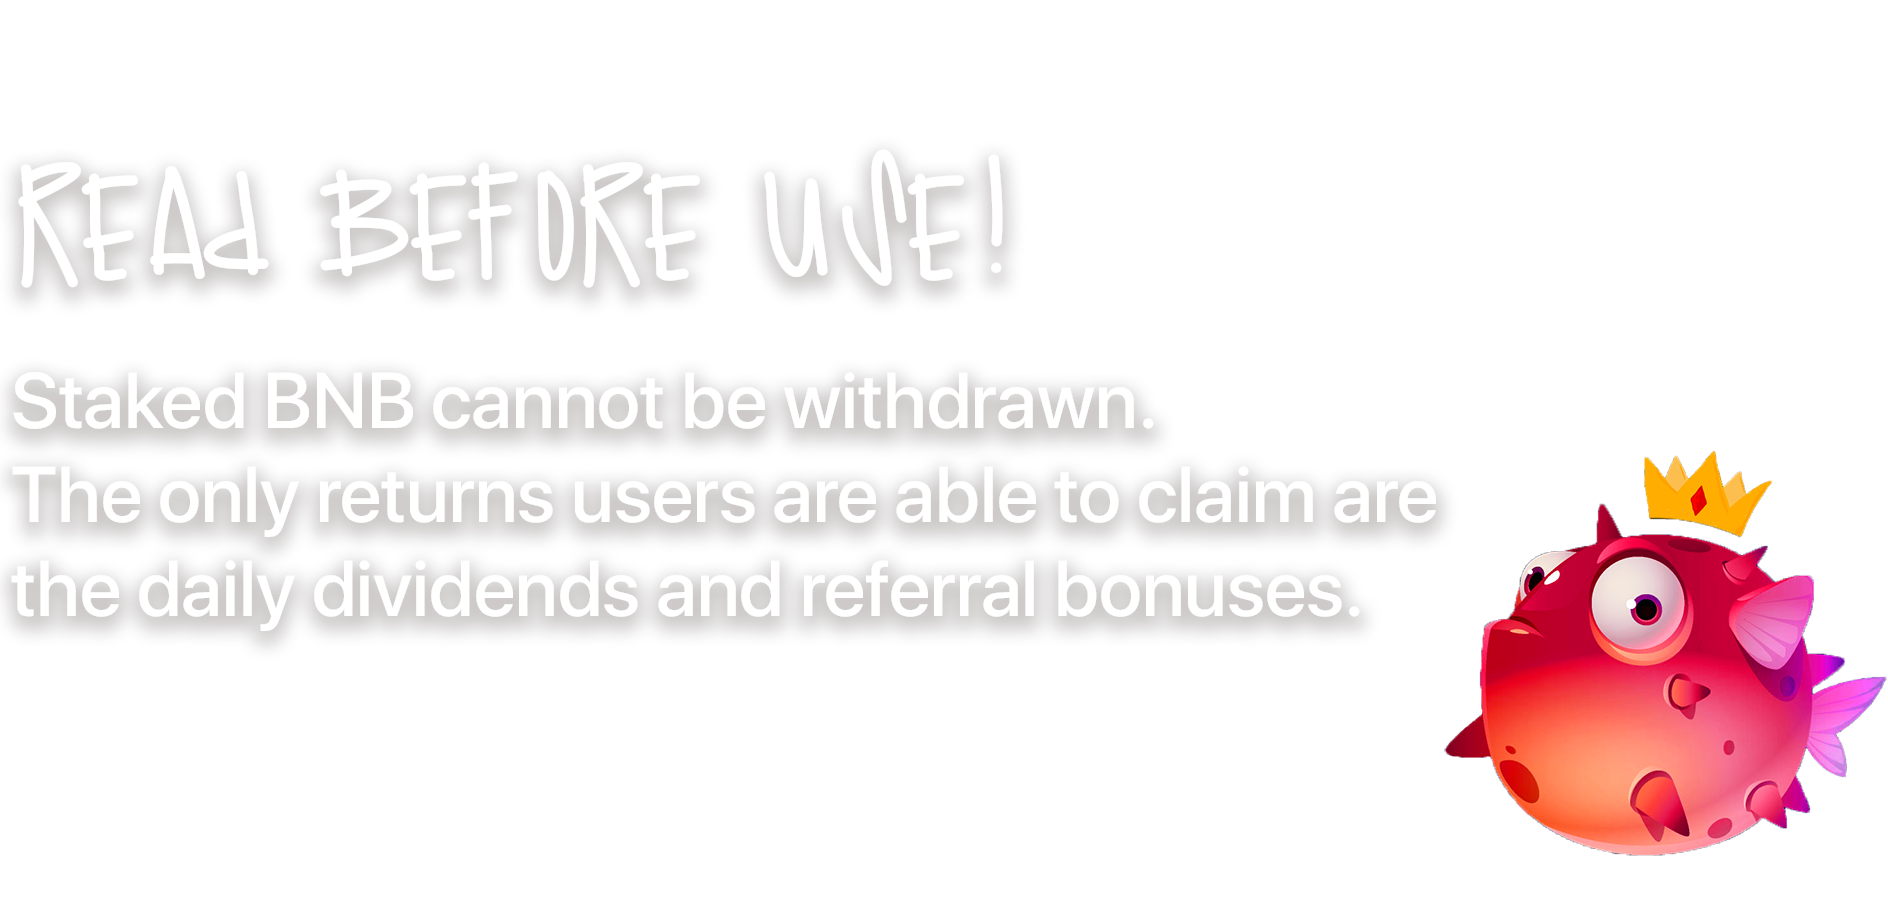 READ BEFORE USE!
Staked BNB cannot be withdrawn.
The only returns users are able to claim are
the daily dividends and referral bonuses.